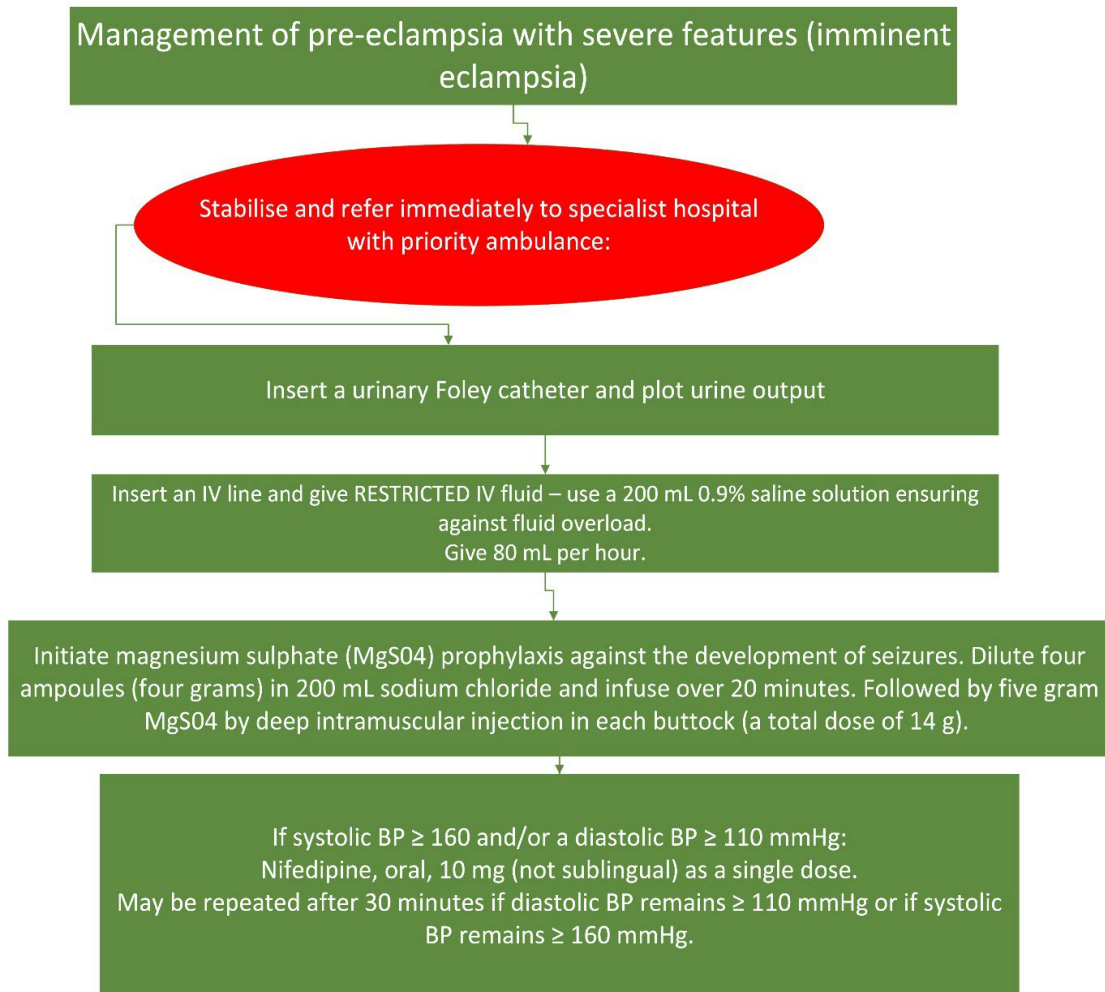 Management of pre-eclampsia with severe features (imminent
eclampsia)
Stabilise and refer immediately to specialist hospital
with priority ambulance:
Insert a urinary Foley catheter and plot urine output
Insert an IV line and give RESTRICTED IV fluid – use a 200 mL 0.9% saline solution ensuring
against fluid overload.
Give 80 mL per hour.
Initiate magnesium sulphate (MgS04) prophylaxis against the development of seizures. Dilute four
ampoules (four grams) in 200 mL sodium chloride and infuse over 20 minutes. Followed by five gram
MgS04 by deep intramuscular injection in each buttock (a total dose of 14 g).
If systolic BP ≥ 160 and/or a diastolic BP ≥ 110 mmHg:
Nifedipine, oral, 10 mg (not sublingual) as a single dose.
May be repeated after 30 minutes if diastolic BP remains ≥ 110 mmHg or if systolic
BP remains ≥ 160 mmHg.